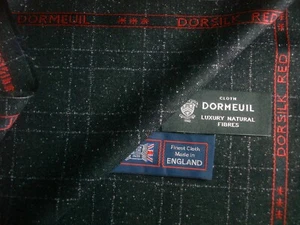 DORMEUIL
DORSILK RED
DORSILK RED
CLOTH
DORMEUIL
LUXURY NATURAL
FIBRES
Finest Cloth
Made in
ENGLAND